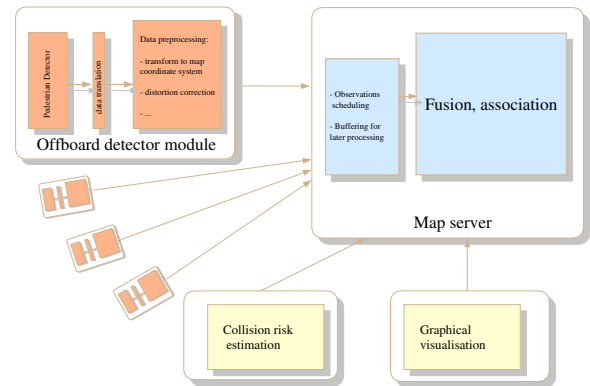 Pedestrian Detector
data translation
Data preprocessing:
- transform to map
coordinate system
- distortion correction
- ...
Offboard detector module
- Observations
scheduling
- Buffering for
later processing
Fusion, association
Map server
Collision risk
estimation
Graphical
visualisation